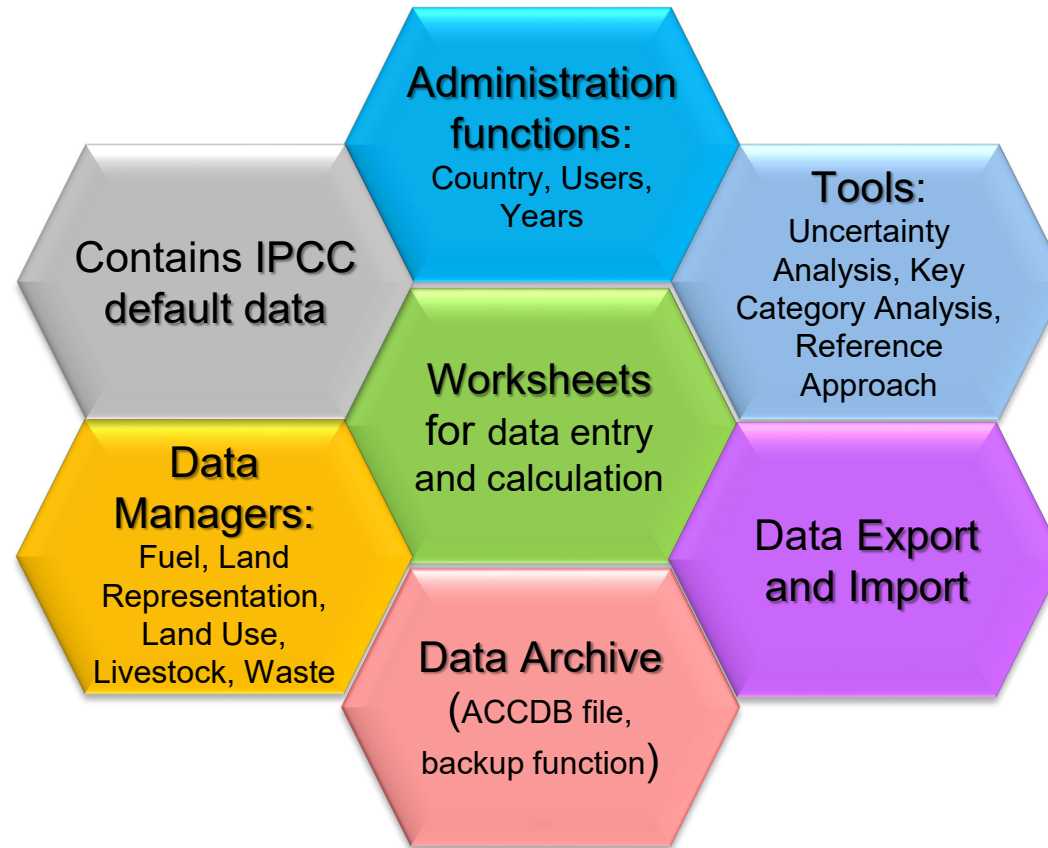 Administration
functions:
Country, Users,
Years
Contains IPCC
default data
Tools:
Uncertainty
Analysis, Key
Category Analysis,
Reference
Approach
Worksheets
for data entry
and calculation
Data
Managers:
Fuel, Land
Representation,
Land Use,
Livestock, Waste
Data Export
and Import
Data Archive
(ACCDB file,
backup function)